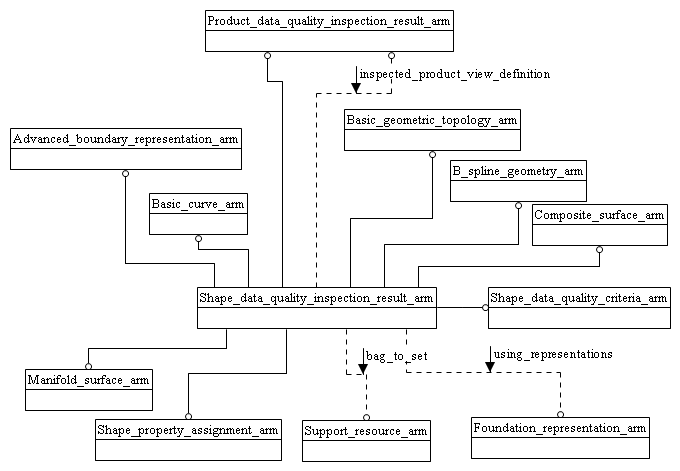 Product_data_quality_inspection_result_arm
inspected_product_view_definition
Basic_geometric_topology_arm
Advanced_boundary_representation_arm
B_spline_geometry_arm
Basic_curve_arm
Composite_surface_arm
Shape_data_quality_inspection_result_arm
Shape_data_quality_criteria_arm
bag_to_set
using_representations
Manifold_surface_arm
Shape_property_assignment_arm
Support_resource_arm
Foundation_representation_arm